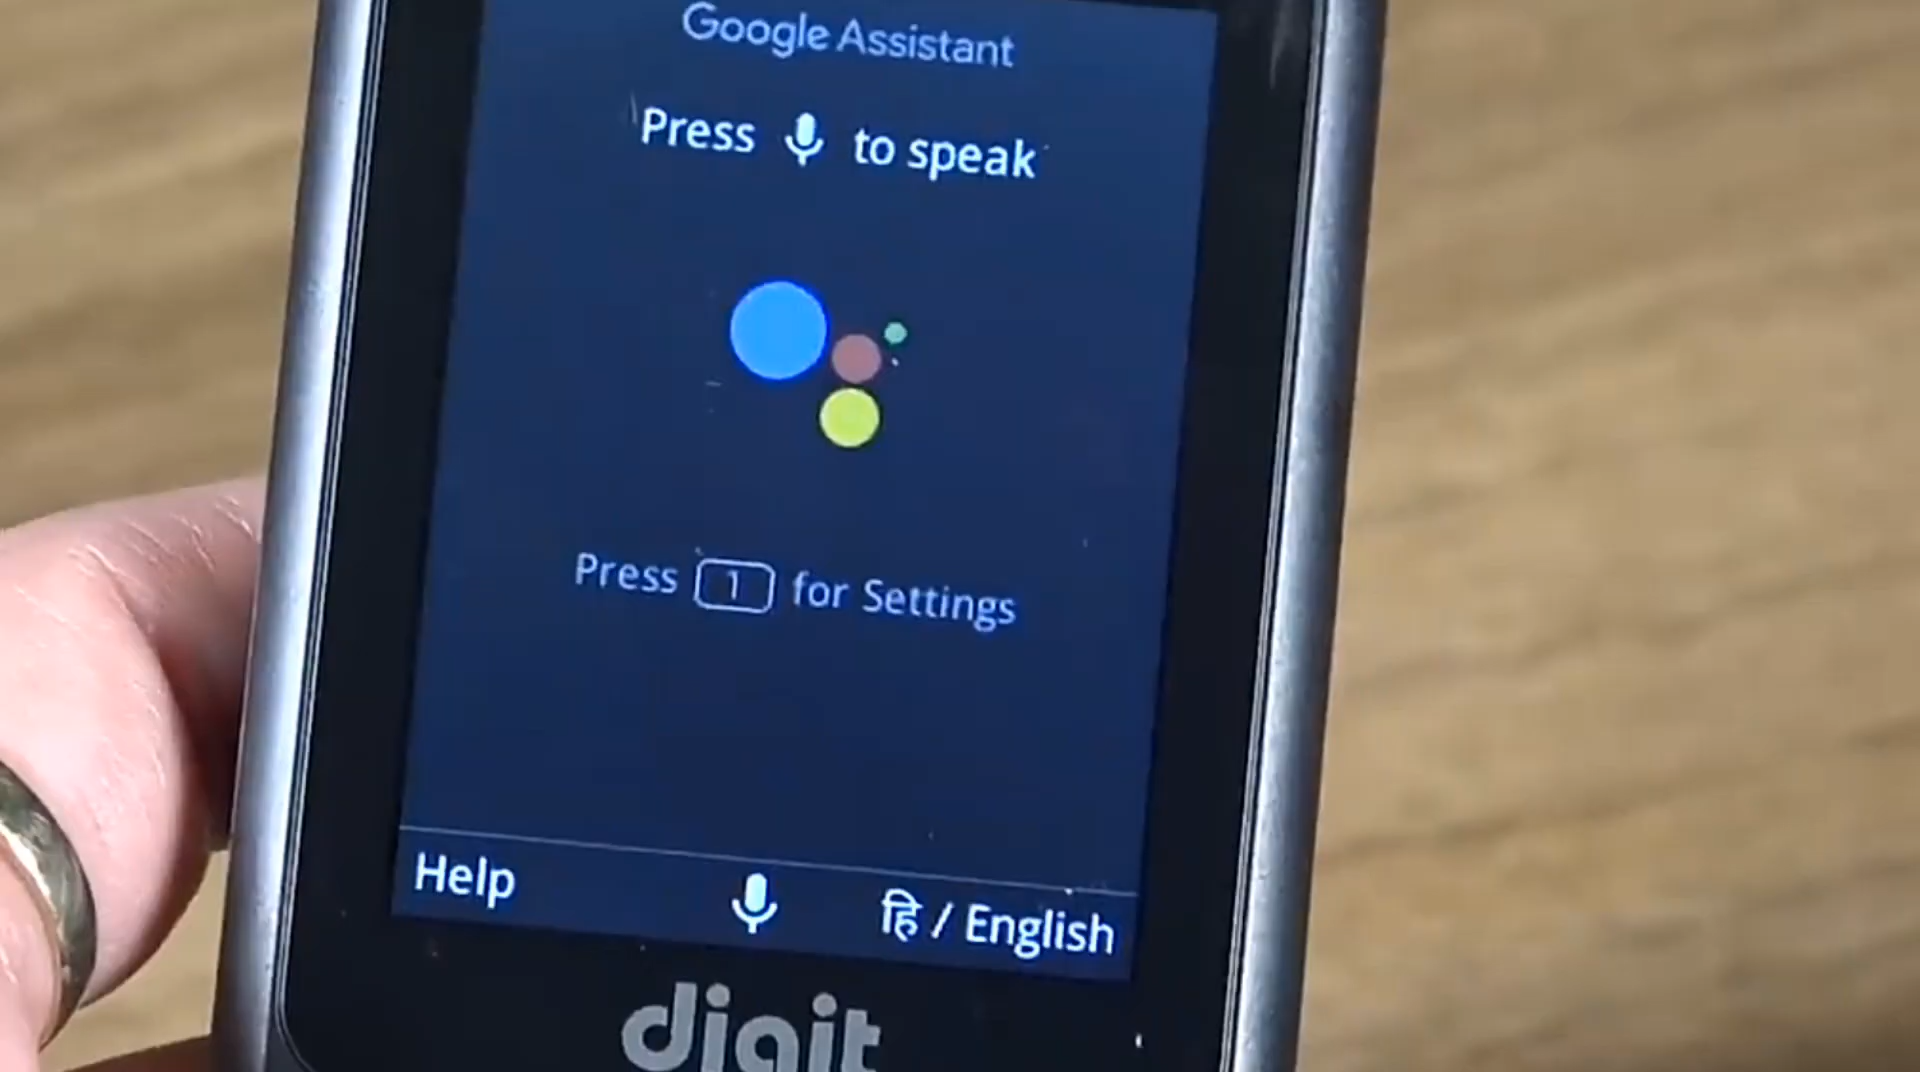 Google Assistant
Press to speak
Press 1 for Settings
Help हि / English
digit